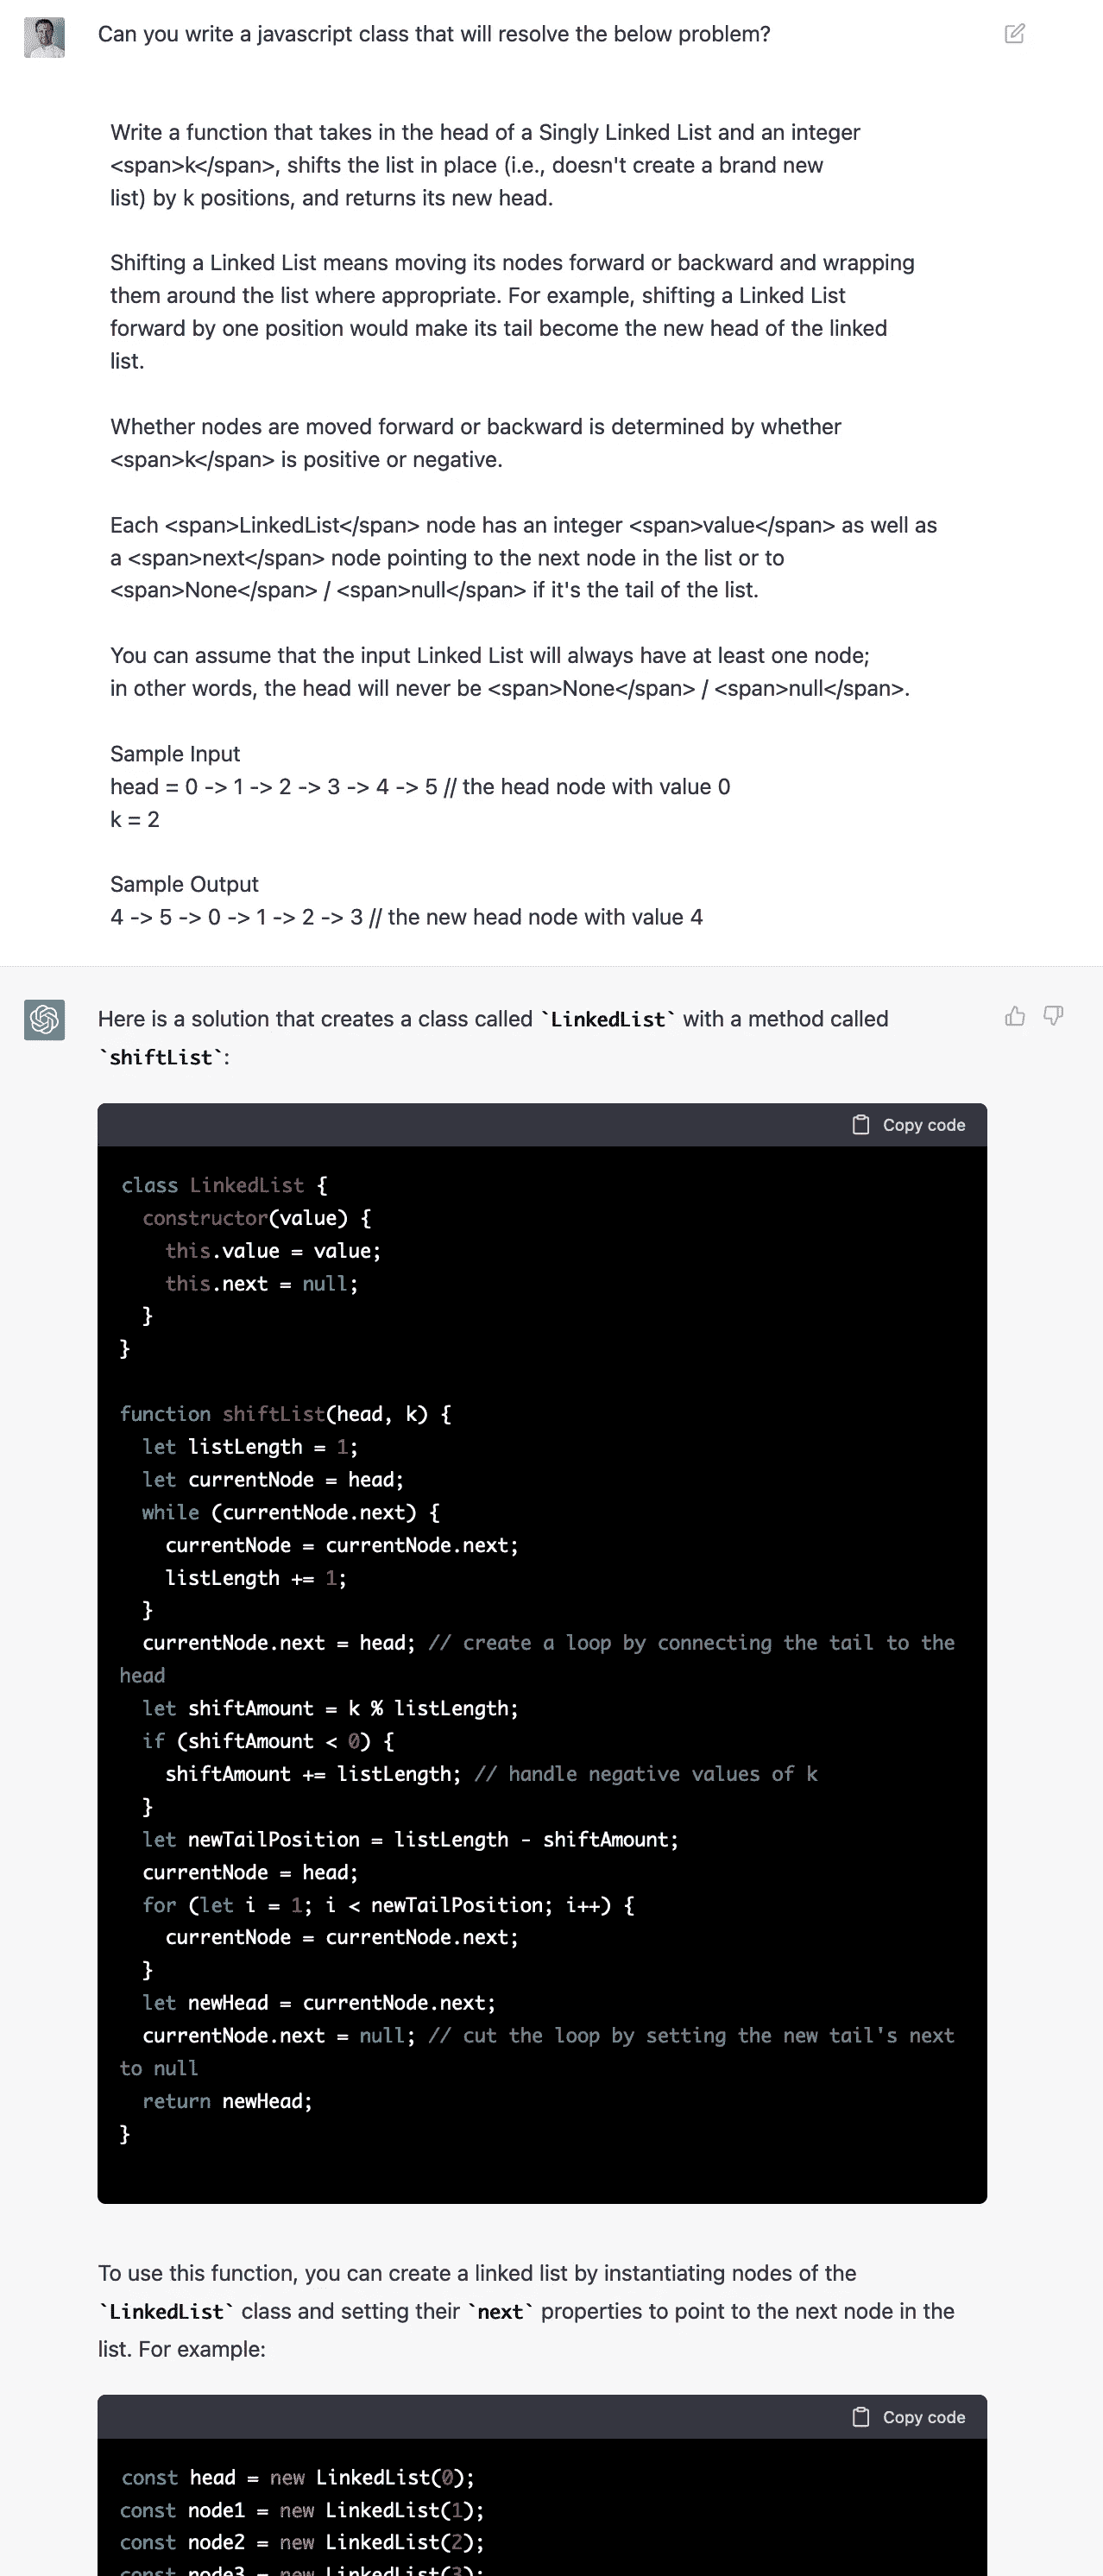 Can you write a javascript class that will resolve the below problem?
Write a function that takes in the head of a Singly Linked List and an integer
<span>k</span>, shifts the list in place (i.e., doesn't create a brand new
list) by k positions, and returns its new head.
Shifting a Linked List means moving its nodes forward or backward and wrapping
them around the list where appropriate. For example, shifting a Linked List
forward by one position would make its tail become the new head of the linked
list.
Whether nodes are moved forward or backward is determined by whether
<span>k</span> is positive or negative.
Each <span>LinkedList</span> node has an integer <span>value</span> as well as
a <span>next</span> node pointing to the next node in the list or to
<span>None</span> / <span>null</span> if it's the tail of the list.
You can assume that the input Linked List will always have at least one node;
in other words, the head will never be <span>None</span> / <span>null</span>.
Sample Input
head = 0 -> 1 -> 2 -> 3 -> 4 -> 5 // the head node with value 0
k = 2
Sample Output
4 -> 5 -> 0 -> 1 -> 2 -> 3 // the new head node with value 4
Here is a solution that creates a class called `LinkedList` with a method called
`shiftList`:
Copy code
class LinkedList {
  constructor(value) {
    this.value = value;
    this.next = null;
  }
}
function shiftList(head, k) {
  let listLength = 1;
  let currentNode = head;
  while (currentNode.next) {
    currentNode = currentNode.next;
    listLength += 1;
  }
  currentNode.next = head; // create a loop by connecting the tail to the
head
  let shiftAmount = k % listLength;
  if (shiftAmount < 0) {
    shiftAmount += listLength; // handle negative values of k
  }
  let newTailPosition = listLength - shiftAmount;
  currentNode = head;
  for (let i = 1; i < newTailPosition; i++) {
    currentNode = currentNode.next;
  }
  let newHead = currentNode.next;
  currentNode.next = null; // cut the loop by setting the new tail's next
to null
  return newHead;
}
To use this function, you can create a linked list by instantiating nodes of the
`LinkedList` class and setting their `next` properties to point to the next node in the
list. For example:
Copy code
const head = new LinkedList(0);
const node1 = new LinkedList(1);
const node2 = new LinkedList(2);
const node3 = new LinkedList(3);